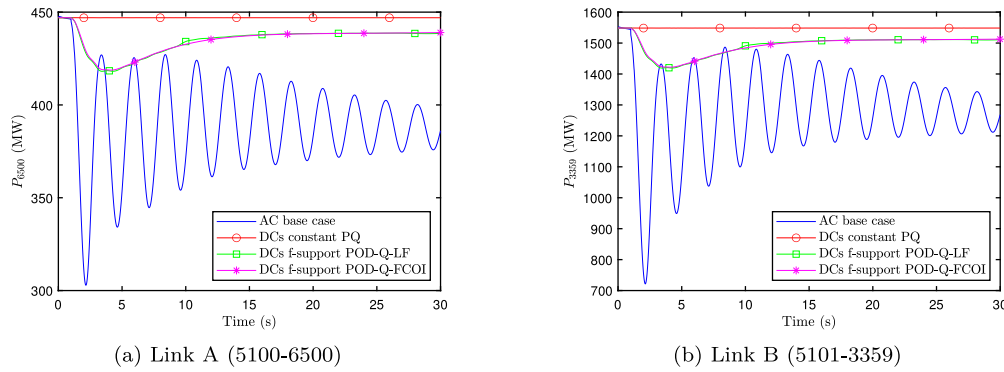 450
400
350
300
P6500 (MW)
0 5 10 15 20 25 30
Time (s)
AC base case
DCs constant PQ
DCs f-support POD-Q-LF
DCs f-support POD-Q-FCOI
(a) Link A (5100-6500)
1600
1500
1400
1300
1200
1100
1000
900
800
700
P3359 (MW)
0 5 10 15 20 25 30
Time (s)
AC base case
DCs constant PQ
DCs f-support POD-Q-LF
DCs f-support POD-Q-FCOI
(b) Link B (5101-3359)